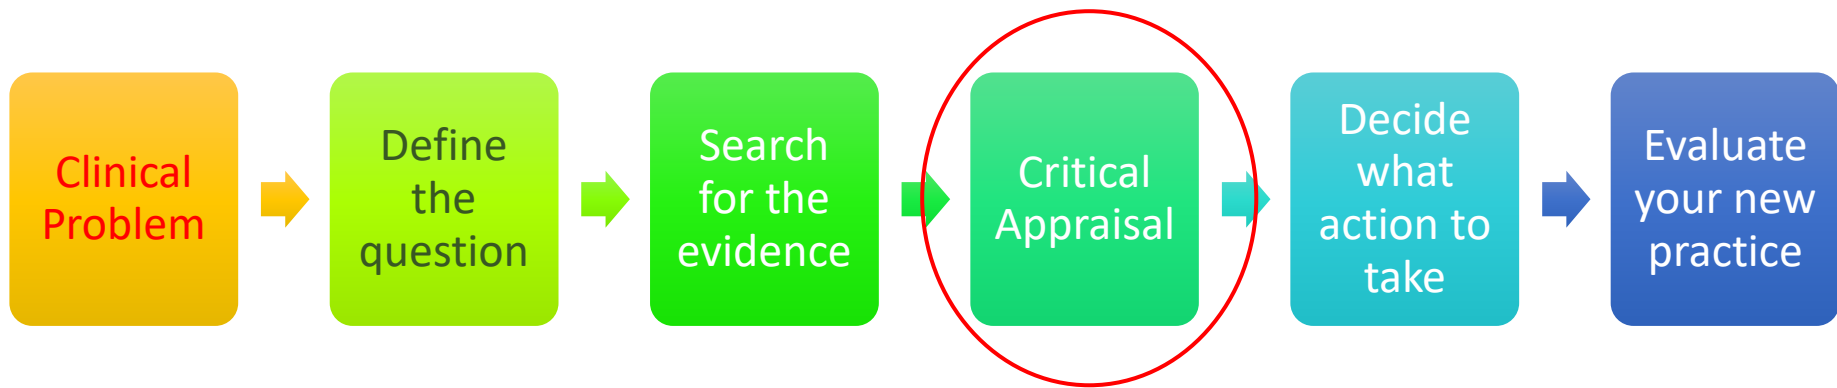 Clinical
Problem
Define
the
question
Search
for the
evidence
Critical
Appraisal
Decide
what
action to
take
Evaluate
your new
practice